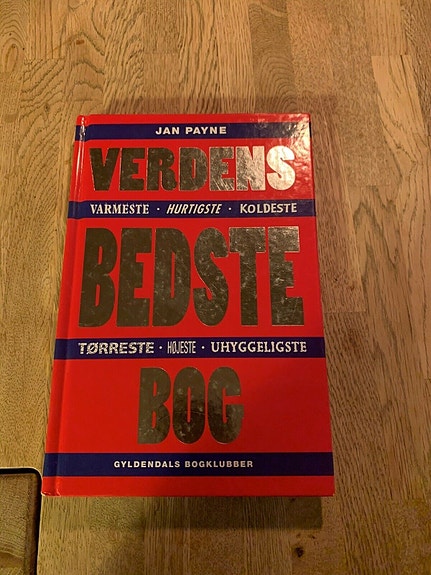 JAN PAYNE
VERDENS
VARMESTE · HURTIGSTE · KOLDESTE
BEDSTE
TØRRESTE · HØJESTE · UHYGGELIGSTE
BOG
GYLDENDALS BOGKLUBBER